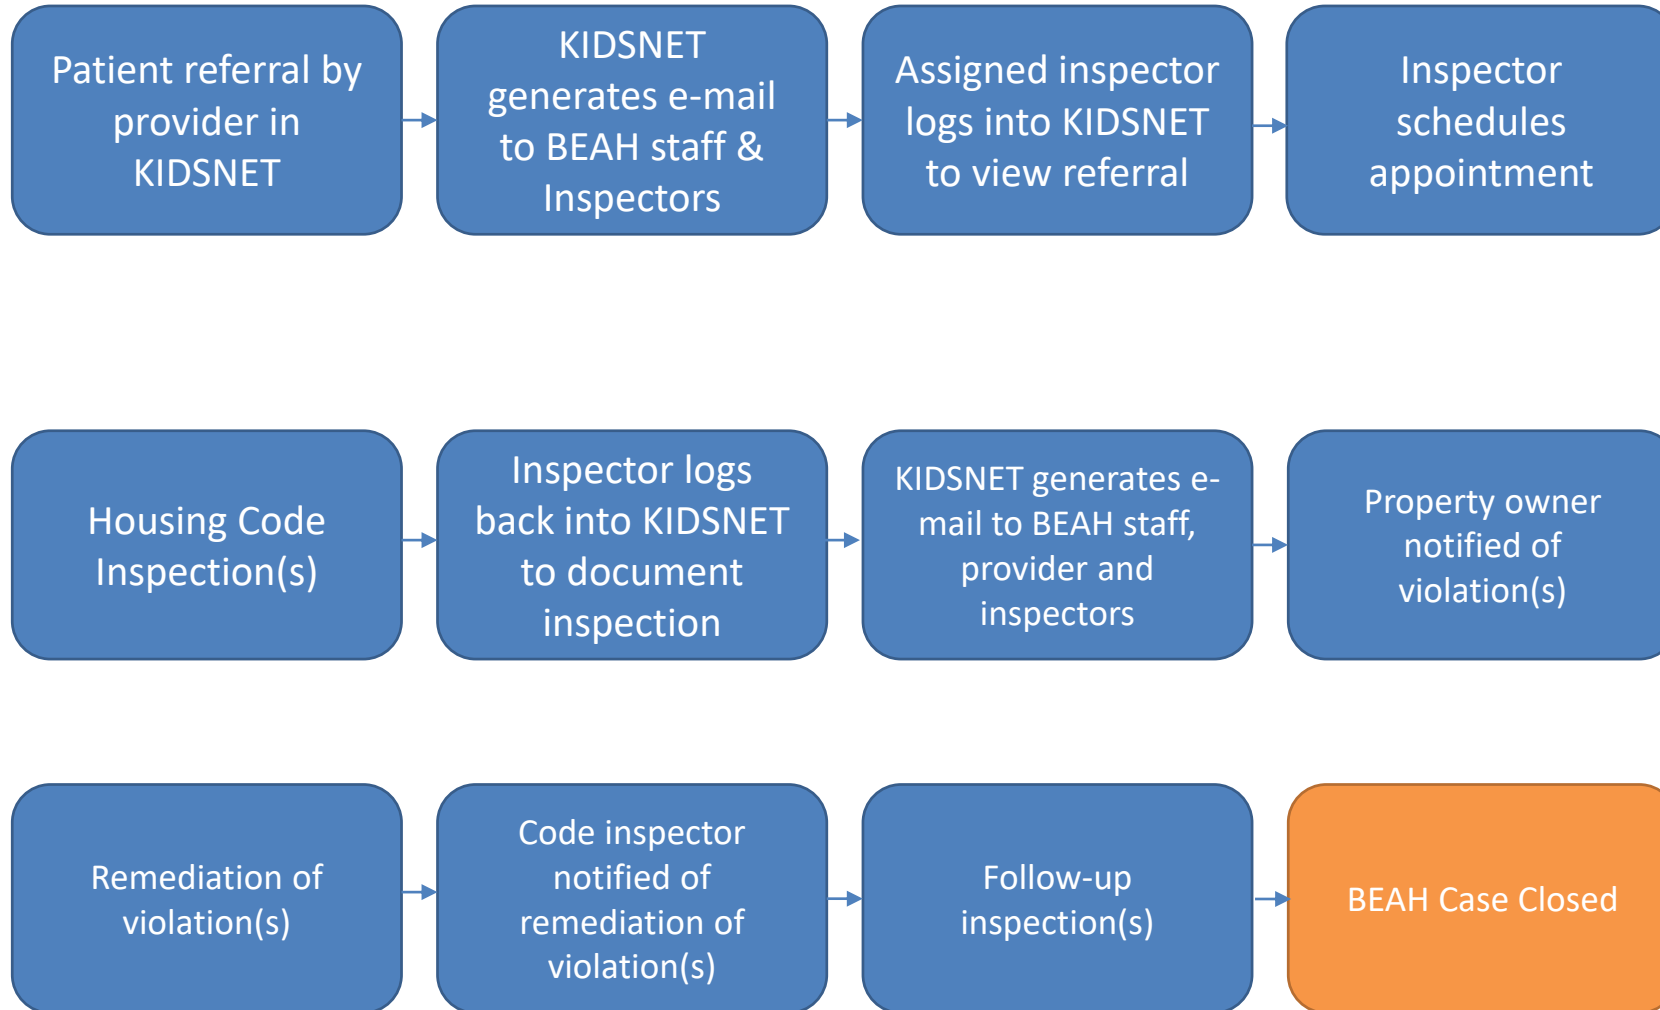 Patient referral by
provider in
KIDSNET
KIDSNET
generates e-mail
to BEAH staff &
Inspectors
Assigned inspector
logs into KIDSNET
to view referral
Inspector
schedules
appointment
Housing Code
Inspection(s)
Inspector logs
back into KIDSNET
to document
inspection
KIDSNET generates e-
mail to BEAH staff,
provider and
inspectors
Property owner
notified of
violation(s)
Remediation of
violation(s)
Code inspector
notified of
remediation of
violation(s)
Follow-up
inspection(s)
BEAH Case Closed